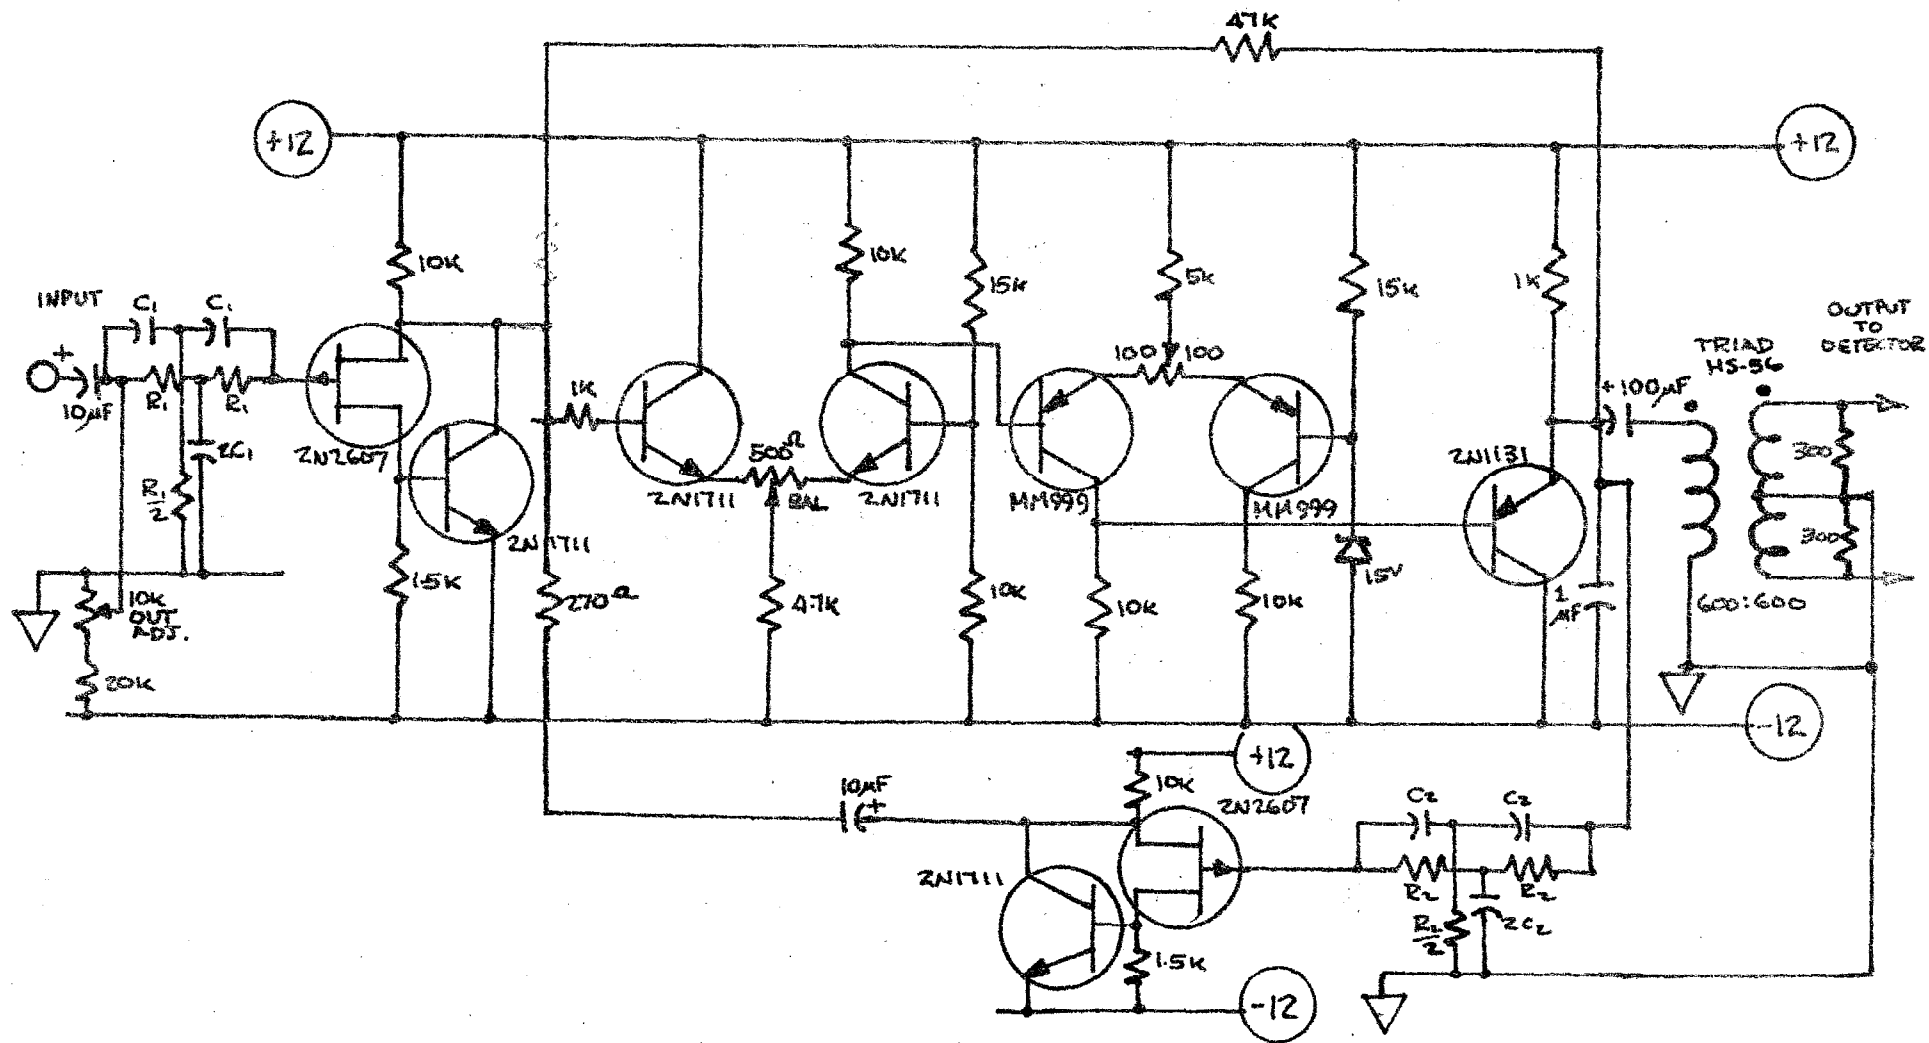 47K
+12
+12
INPUT
C1
C1
10K
10K
15K
5K
15K
1K
OUTPUT
TO
DETECTOR
TRIAD
HS-56
+
10µF
R1
R1
1K
100
100
+100µF
2N2607
2C1
500Ω
BAL
2N1711
2N1711
MM999
MM999
2N1131
300
R1/2
2N1711
300
10K
OUT
ADJ.
1.5K
270Ω
4.7K
10K
10K
10K
15V
1
µF
600:600
20K
-12
+12
10µF
+
10K
2N2607
C2
C2
2N1711
R2
R2
R2/2
2C2
1.5K
-12